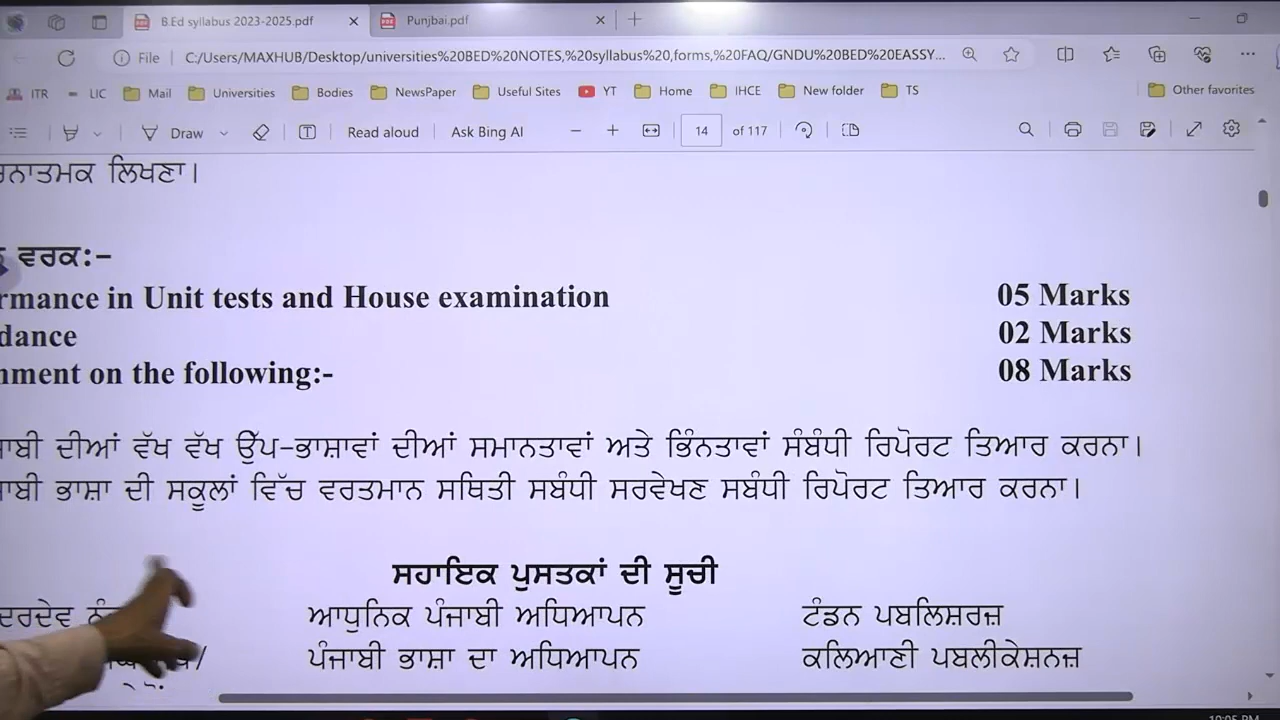 B.Ed syllabus 2023-2025.pdf
Punjbai.pdf
File C:/Users/MAXHUB/Desktop/universities%20BED%20NOTES,%20syllabus%20,forms,%20FAQ/GNDU%20BED%20EASSY...
ITR LIC Mail Universities Bodies NewsPaper Useful Sites YT Home IHCE New folder TS Other favorites
Draw Read aloud Ask Bing AI 14 of 117
ਰਨਾਤਮਕ ਲਿਖਣਾ।
ਵਰਕ:-
rmance in Unit tests and House examination 05 Marks
dance 02 Marks
nment on the following:- 08 Marks
ਜਾਬੀ ਦੀਆਂ ਵੱਖ ਵੱਖ ਉੱਪ-ਭਾਸ਼ਾਵਾਂ ਦੀਆਂ ਸਮਾਨਤਾਵਾਂ ਅਤੇ ਭਿੰਨਤਾਵਾਂ ਸੰਬੰਧੀ ਰਿਪੋਰਟ ਤਿਆਰ ਕਰਨਾ।
ਜਾਬੀ ਭਾਸ਼ਾ ਦੀ ਸਕੂਲਾਂ ਵਿੱਚ ਵਰਤਮਾਨ ਸਥਿਤੀ ਸਬੰਧੀ ਸਰਵੇਖਣ ਸਬੰਧੀ ਰਿਪੋਰਟ ਤਿਆਰ ਕਰਨਾ।
ਸਹਾਇਕ ਪੁਸਤਕਾਂ ਦੀ ਸੂਚੀ
ਦਰਦੇਵ ਆਧੁਨਿਕ ਪੰਜਾਬੀ ਅਧਿਆਪਨ ਟੰਡਨ ਪਬਲਿਸ਼ਰਜ਼
ਪੰਜਾਬੀ ਭਾਸ਼ਾ ਦਾ ਅਧਿਆਪਨ ਕਲਿਆਣੀ ਪਬਲੀਕੇਸ਼ਨਜ਼
10:05 PM